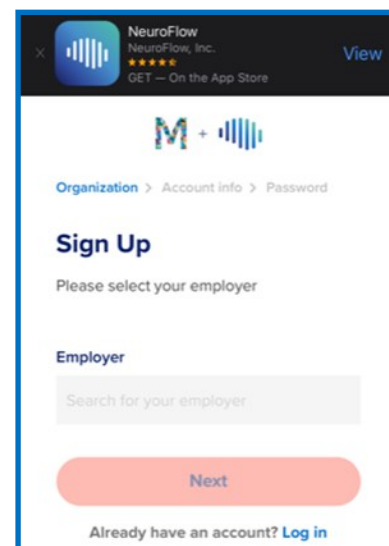 NeuroFlow
NeuroFlow, Inc.
GET — On the App Store
View
M +
Organization > Account info > Password
Sign Up
Please select your employer
Employer
Search for your employer
Next
Already have an account? Log in